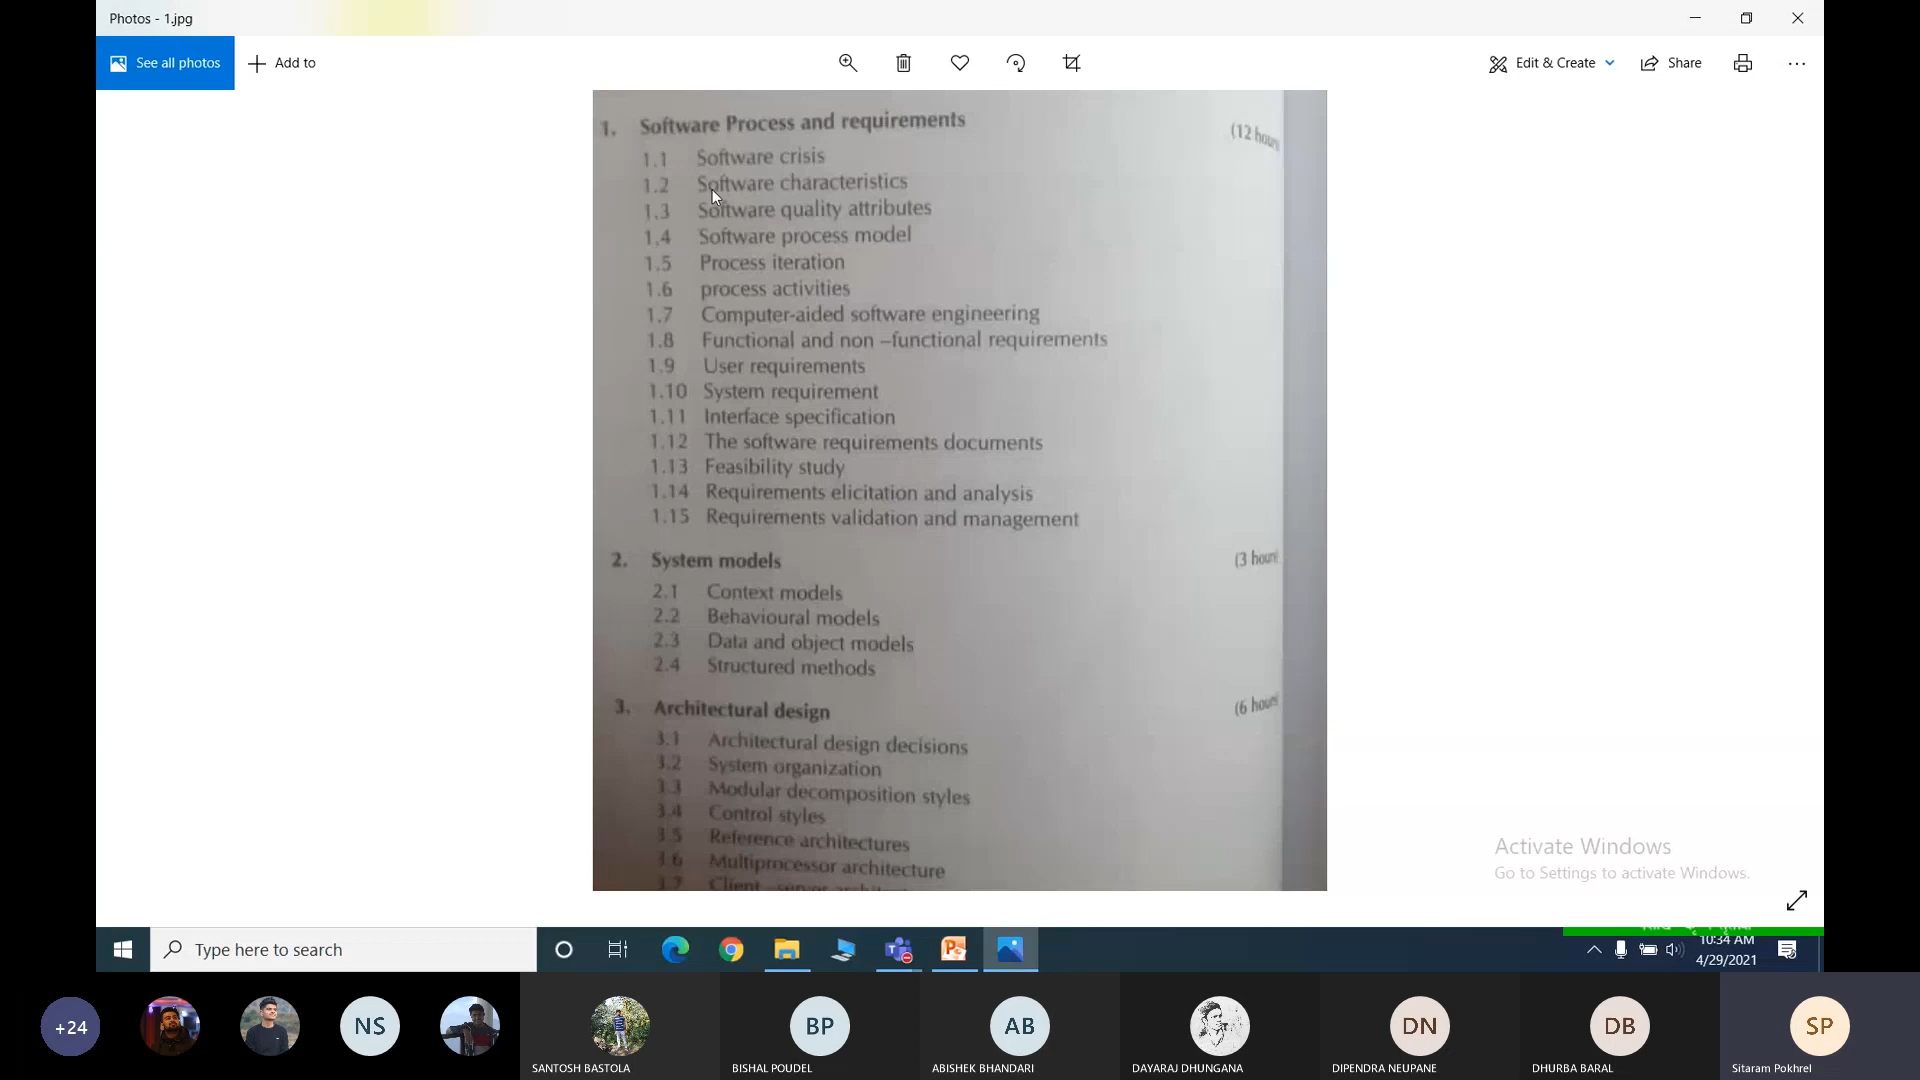 Photos - 1.jpg
See all photos
Add to
Edit & Create
Share
1. Software Process and requirements (12 hours
1.1 Software crisis
1.2 Software characteristics
1.3 Software quality attributes
1.4 Software process model
1.5 Process iteration
1.6 process activities
1.7 Computer-aided software engineering
1.8 Functional and non –functional requirements
1.9 User requirements
1.10 System requirement
1.11 Interface specification
1.12 The software requirements documents
1.13 Feasibility study
1.14 Requirements elicitation and analysis
1.15 Requirements validation and management
2. System models (3 hours
2.1 Context models
2.2 Behavioural models
2.3 Data and object models
2.4 Structured methods
3. Architectural design (6 hours
3.1 Architectural design decisions
3.2 System organization
3.3 Modular decomposition styles
3.4 Control styles
3.5 Reference architectures
3.6 Multiprocessor architecture
3.7 Client
Activate Windows
Go to Settings to activate Windows.
Type here to search
10:34 AM
4/29/2021
+24
NS
BP
AB
DN
DB
SP
SANTOSH BASTOLA
BISHAL POUDEL
ABISHEK BHANDARI
DAYARAJ DHUNGANA
DIPENDRA NEUPANE
DHURBA BARAL
Sitaram Pokhrel